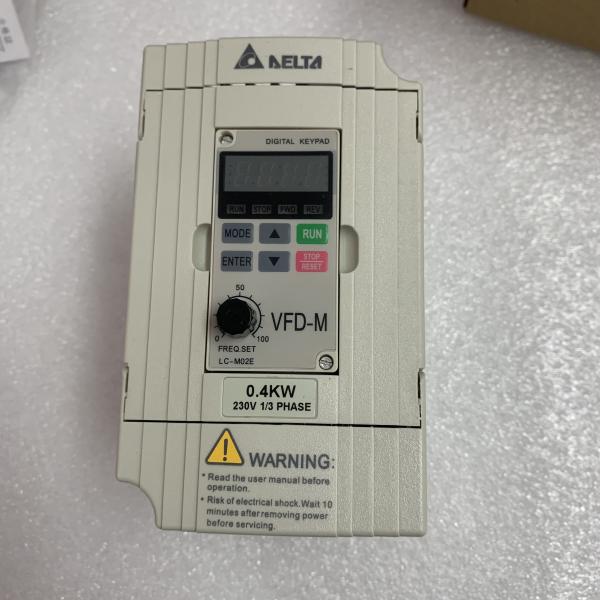 DELTA
DIGITAL KEYPAD
RUN STOP FWD REV
MODE ▲ RUN
ENTER ▼ STOP
RESET
50
0 100
FREQ.SET
VFD-M
LC-M02E
0.4KW
230V 1/3 PHASE
WARNING:
• Read the user manual before
operation.
• Risk of electrical shock.Wait 10
minutes after removing power
before servicing.